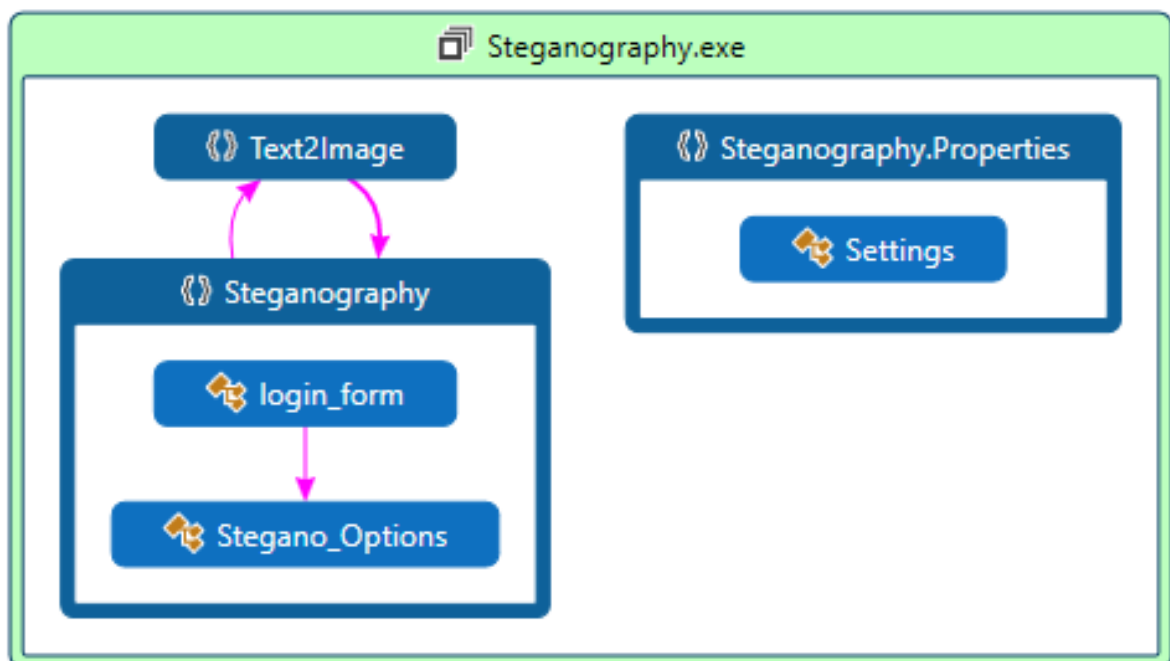 Steganography.exe
Text2Image
Steganography.Properties
Settings
Steganography
login_form
Stegano_Options